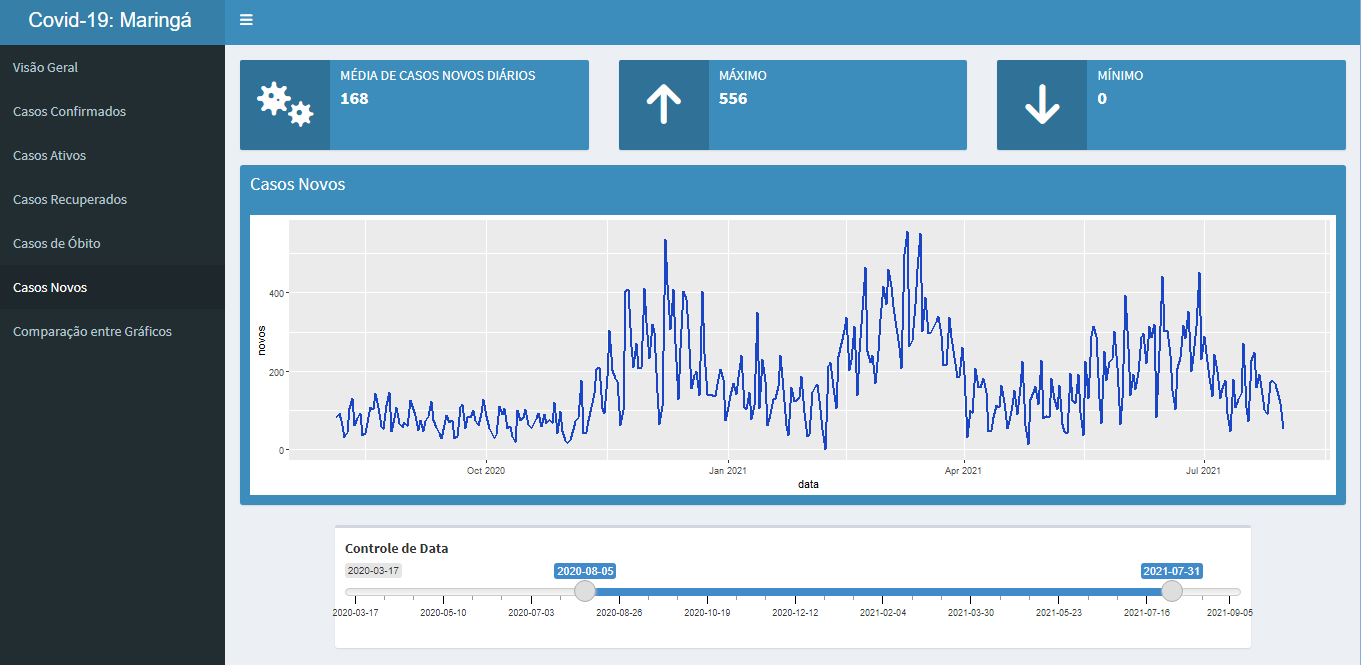 Covid-19: Maringá
Visão Geral
Casos Confirmados
Casos Ativos
Casos Recuperados
Casos de Óbito
Casos Novos
Comparação entre Gráficos
MÉDIA DE CASOS NOVOS DIÁRIOS
168
MÁXIMO
556
MÍNIMO
0
Casos Novos
novos
400
200
0
Oct 2020 Jan 2021 Apr 2021 Jul 2021
data
Controle de Data
2020-03-17 2020-08-05 2021-07-31
2020-03-17 2020-05-10 2020-07-03 2020-08-26 2020-10-19 2020-12-12 2021-02-04 2021-03-30 2021-05-23 2021-07-16 2021-09-05